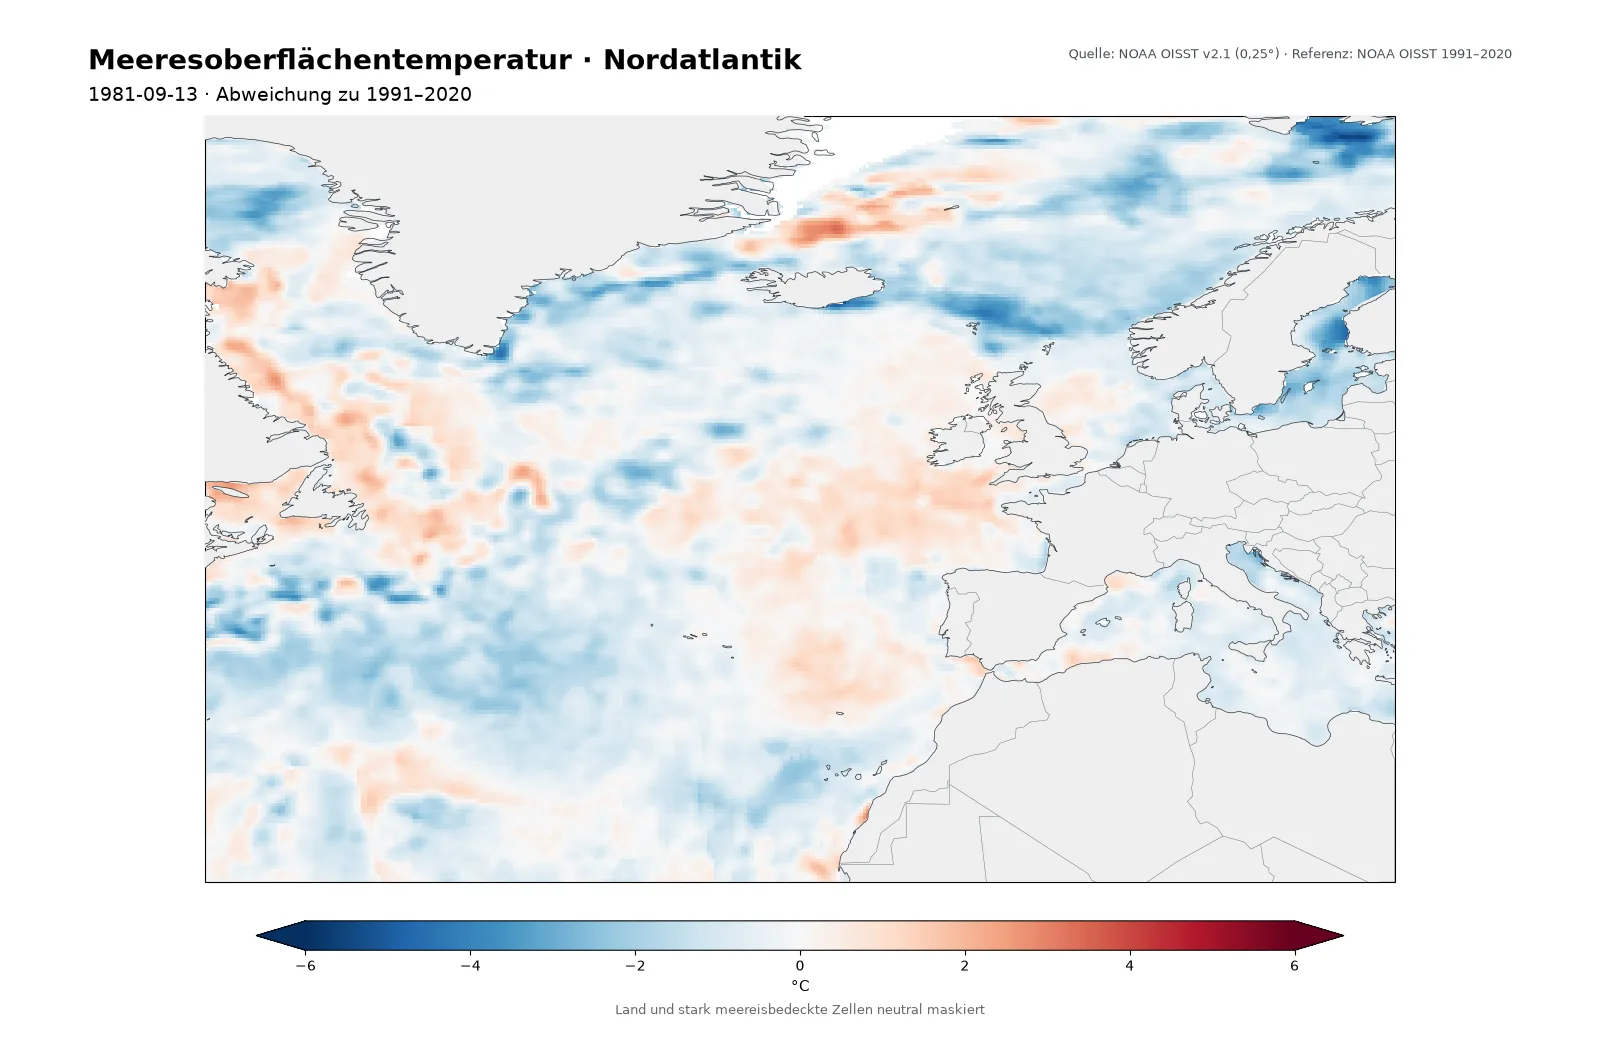 Meeresoberflächentemperatur · Nordatlantik
Quelle: NOAA OISST v2.1 (0,25°) · Referenz: NOAA OISST 1991–2020
1981-09-13 · Abweichung zu 1991–2020
−6 −4 −2 0 2 4 6
°C
Land und stark meereisbedeckte Zellen neutral maskiert